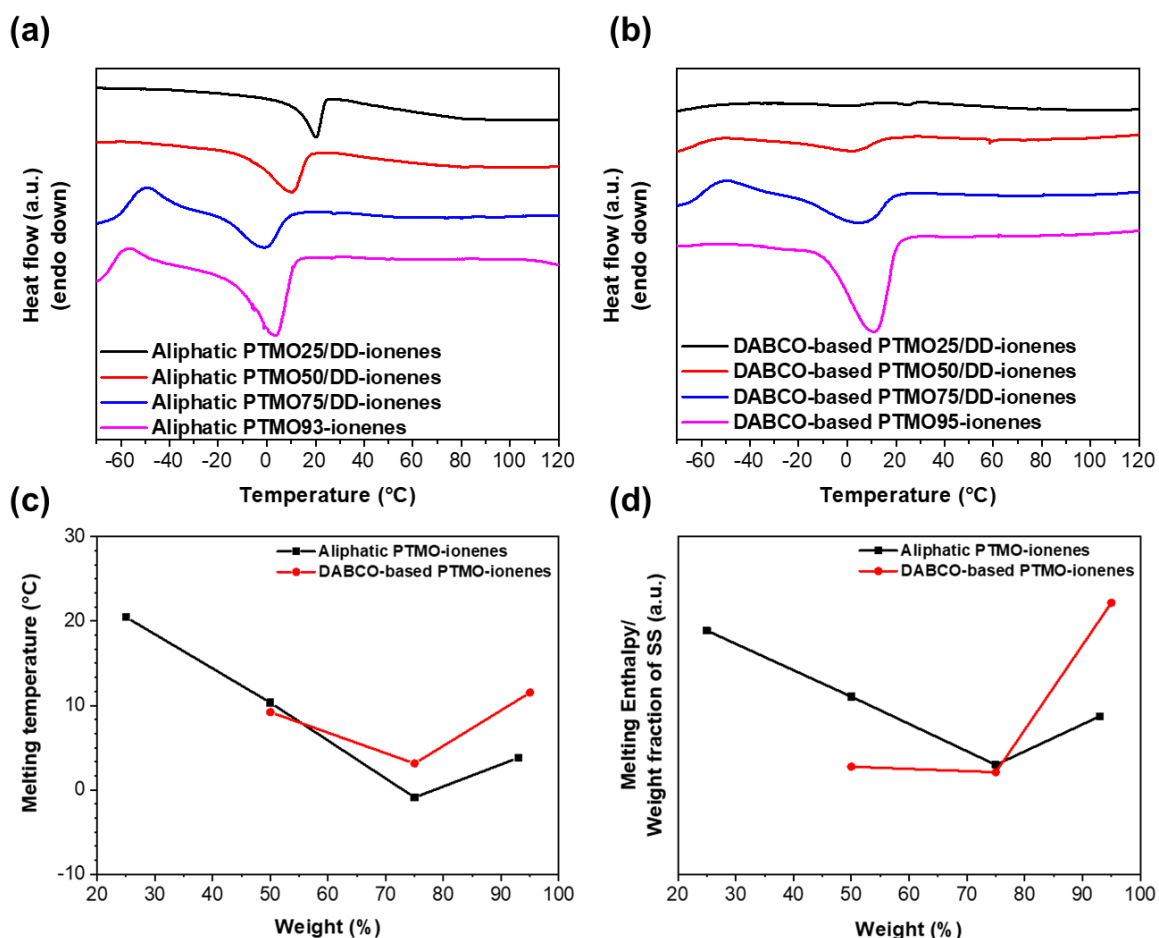 (a)
Heat flow (a.u.)
(endo down)
Aliphatic PTMO25/DD-ionenes
Aliphatic PTMO50/DD-ionenes
Aliphatic PTMO75/DD-ionenes
Aliphatic PTMO93-ionenes
-60 -40 -20 0 20 40 60 80 100 120
Temperature (°C)
(b)
Heat flow (a.u.)
(endo down)
DABCO-based PTMO25/DD-ionenes
DABCO-based PTMO50/DD-ionenes
DABCO-based PTMO75/DD-ionenes
DABCO-based PTMO95-ionenes
-60 -40 -20 0 20 40 60 80 100 120
Temperature (°C)
(c)
Melting temperature (°C)
30
20
10
0
-10
Aliphatic PTMO-ionenes
DABCO-based PTMO-ionenes
20 30 40 50 60 70 80 90 100
Weight (%)
(d)
Melting Enthalpy/
Weight fraction of SS (a.u.)
Aliphatic PTMO-ionenes
DABCO-based PTMO-ionenes
20 30 40 50 60 70 80 90 100
Weight (%)